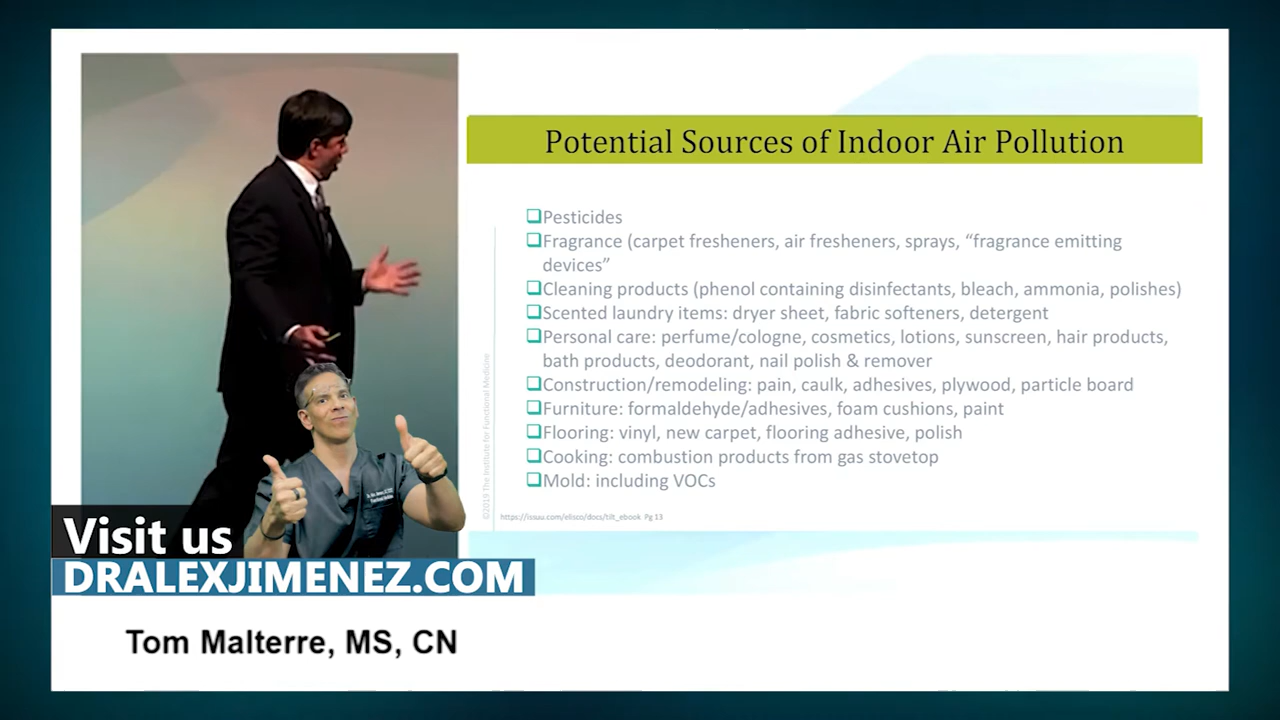 Potential Sources of Indoor Air Pollution
❑Pesticides
❑Fragrance (carpet fresheners, air fresheners, sprays, “fragrance emitting
devices”
❑Cleaning products (phenol containing disinfectants, bleach, ammonia, polishes)
❑Scented laundry items: dryer sheet, fabric softeners, detergent
❑Personal care: perfume/cologne, cosmetics, lotions, sunscreen, hair products,
bath products, deodorant, nail polish & remover
❑Construction/remodeling: pain, caulk, adhesives, plywood, particle board
❑Furniture: formaldehyde/adhesives, foam cushions, paint
❑Flooring: vinyl, new carpet, flooring adhesive, polish
❑Cooking: combustion products from gas stovetop
❑Mold: including VOCs
©2019 The Institute for Functional Medicine
https://issuu.com/elisco/docs/tilt_ebook Pg 13
Visit us
DRALEXJIMENEZ.COM
Tom Malterre, MS, CN